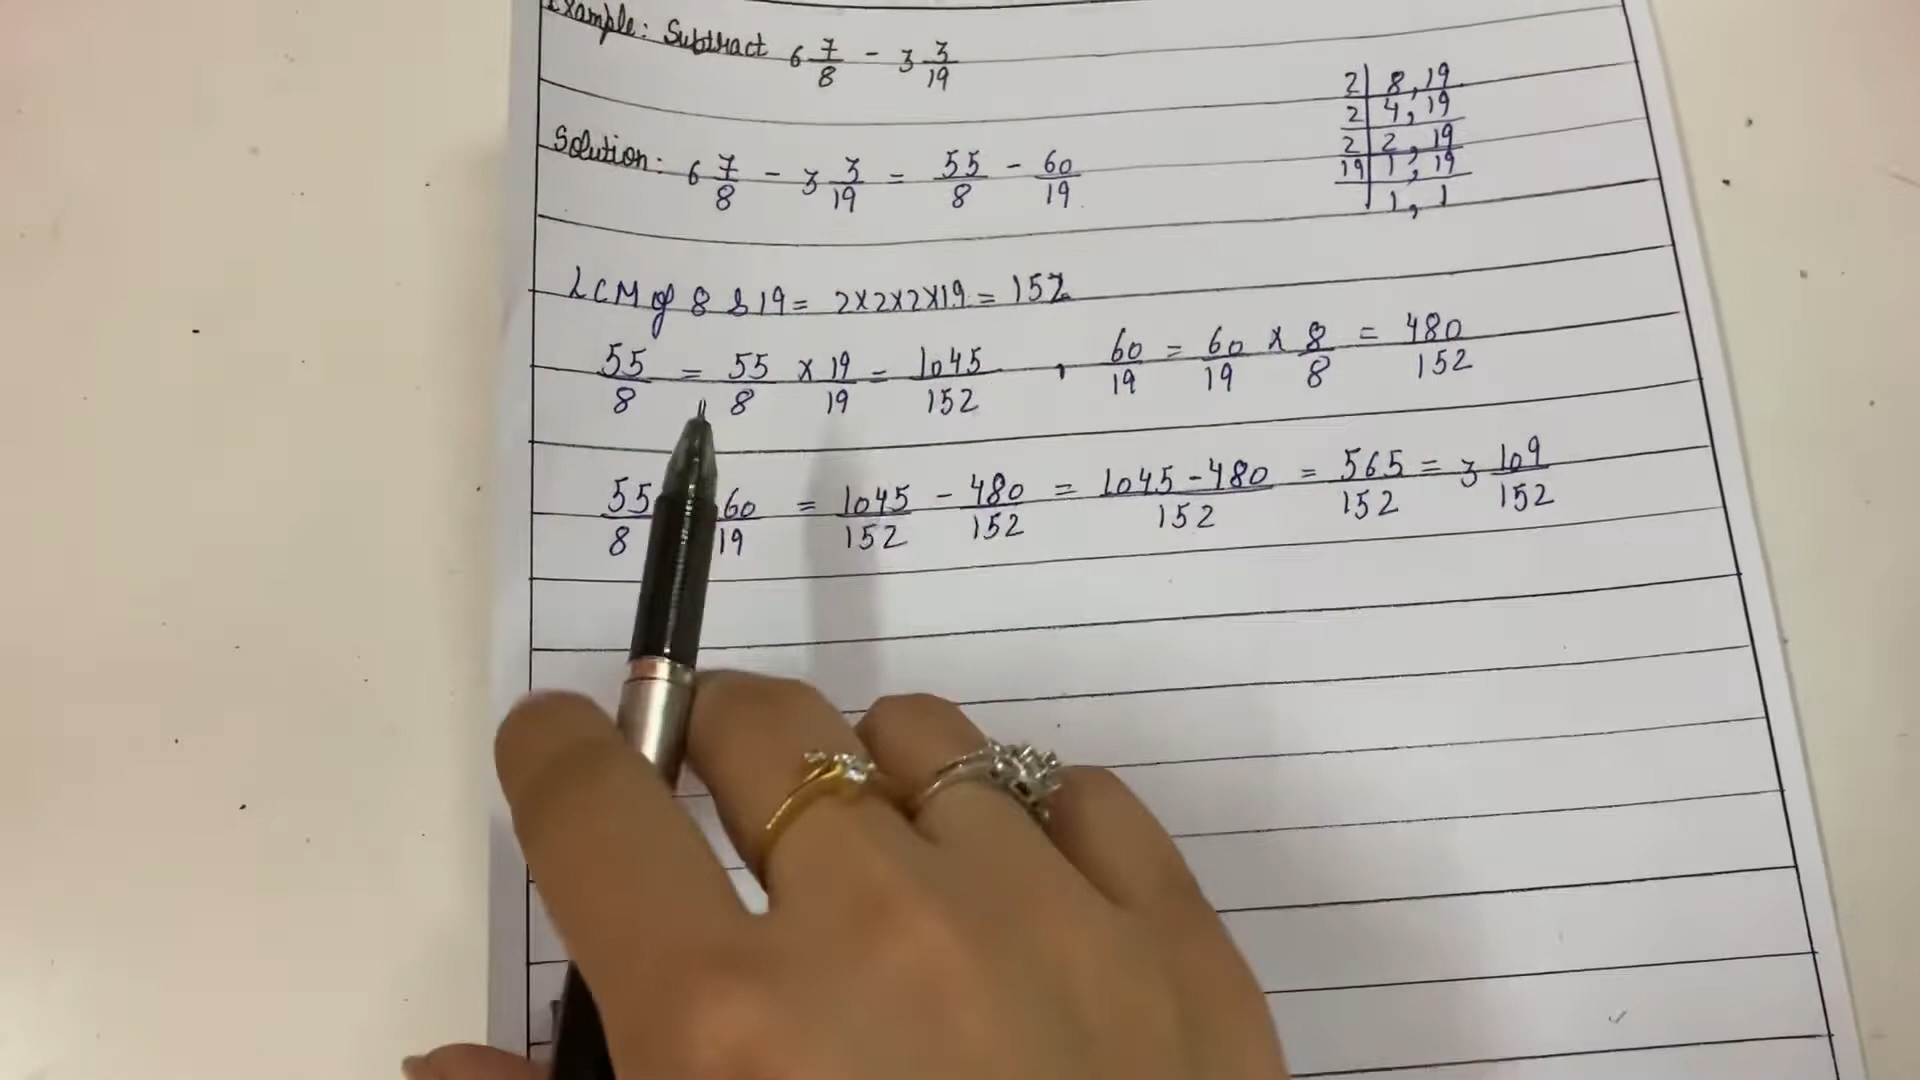 Example: Subtract 6 7/8 - 3 3/19
Solution: 6 7/8 - 3 3/19 = 55/8 - 60/19
2 | 8, 19
2 | 4, 19
2 | 2, 19
19 | 1, 19
1, 1
LCM of 8 & 19 = 2×2×2×19 = 152
55/8 = 55/8 × 19/19 = 1045/152 , 60/19 = 60/19 × 8/8 = 480/152
55/8 60/19 = 1045/152 - 480/152 = 1045-480/152 = 565/152 = 3 109/152